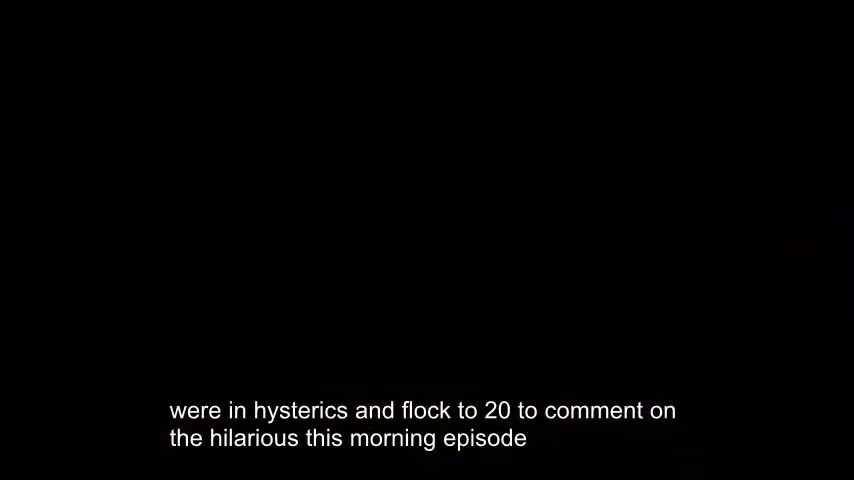 were in hysterics and flock to 20 to comment on
the hilarious this morning episode